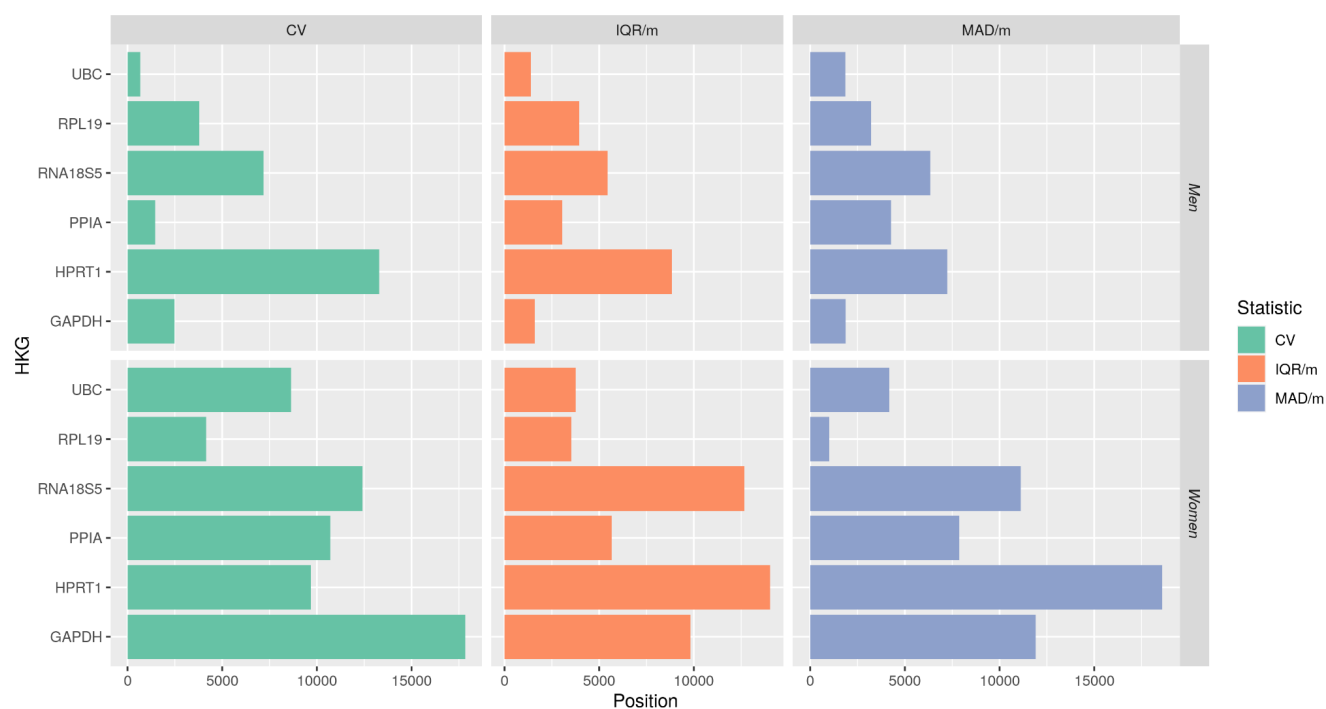 CV IQR/m MAD/m
HKG
UBC
RPL19
RNA18S5
PPIA
HPRT1
GAPDH
Men
UBC
RPL19
RNA18S5
PPIA
HPRT1
GAPDH
Women
0 5000 10000 15000 0 5000 10000 0 5000 10000 15000
Position
Statistic
CV
IQR/m
MAD/m